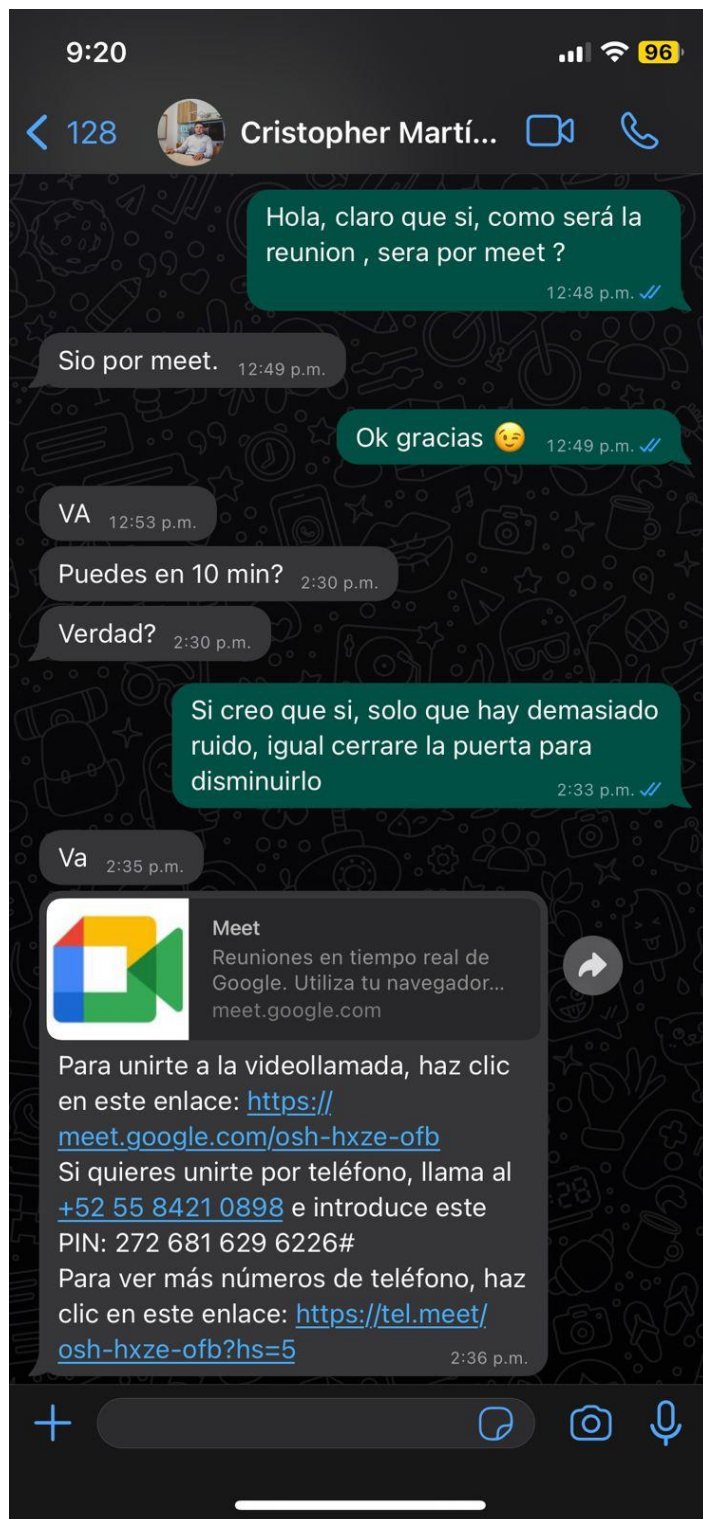 9:20
96
128
Cristopher Martí...
Hola, claro que si, como será la
reunion , sera por meet ?
12:48 p.m.
Sio por meet. 12:49 p.m.
Ok gracias 😉 12:49 p.m.
VA 12:53 p.m.
Puedes en 10 min? 2:30 p.m.
Verdad? 2:30 p.m.
Si creo que si, solo que hay demasiado
ruido, igual cerrare la puerta para
disminuirlo 2:33 p.m.
Va 2:35 p.m.
Meet
Reuniones en tiempo real de
Google. Utiliza tu navegador...
meet.google.com
Para unirte a la videollamada, haz clic
en este enlace: https://
meet.google.com/osh-hxze-ofb
Si quieres unirte por teléfono, llama al
+52 55 8421 0898 e introduce este
PIN: 272 681 629 6226#
Para ver más números de teléfono, haz
clic en este enlace: https://tel.meet/
osh-hxze-ofb?hs=5 2:36 p.m.